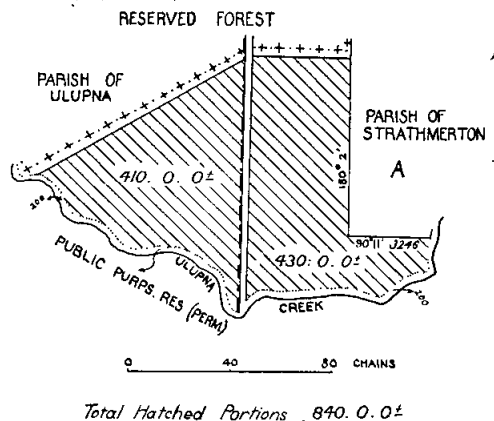 RESERVED FOREST
PARISH OF
ULUPNA
PARISH OF
STRATHMERTON
A
180° 2'
410. 0. 0±
430. 0. 0±
90° 11' 3246
200
PUBLIC PURPS. RES (PERM)
ULUPNA
CREEK
200
0 40 80 CHAINS
Total Hatched Portions 840. 0. 0±